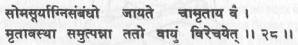 सोमसूर्याग्निसंबंधो जायते चामृताय वै ।
मृतावस्था समुत्पन्ना ततो वायुं विरेचयेत् ॥ २८ ॥